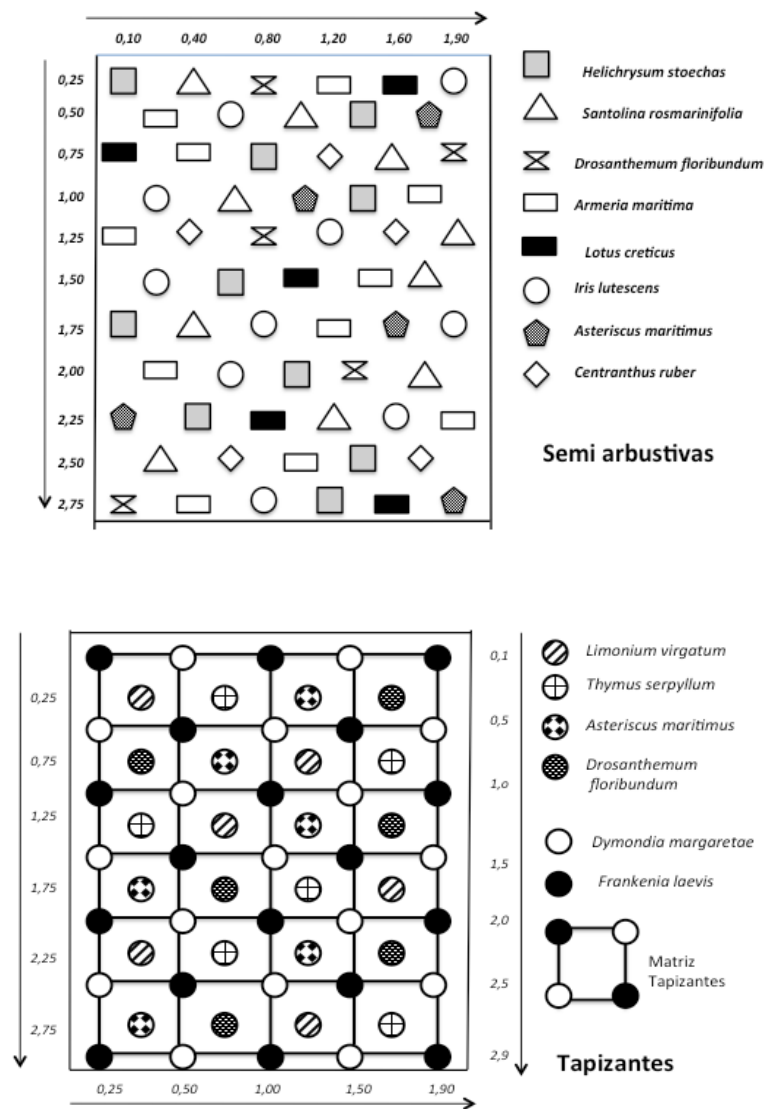 0,10 0,40 0,80 1,20 1,60 1,90
0,25
0,50
0,75
1,00
1,25
1,50
1,75
2,00
2,25
2,50
2,75
Helichrysum stoechas
Santolina rosmarinifolia
Drosanthemum floribundum
Armeria maritima
Lotus creticus
Iris lutescens
Asteriscus maritimus
Centranthus ruber
Semi arbustivas
0,25
0,75
1,25
1,75
2,25
2,75
0,1
0,5
1,o
1,5
2,0
2,5
2,9
0,25 0,50 1,00 1,50 1,90
Limonium virgatum
Thymus serpyllum
Asteriscus maritimus
Drosanthemum
floribundum
Dymondia margaretae
Frankenia laevis
Matriz
Tapizantes
Tapizantes